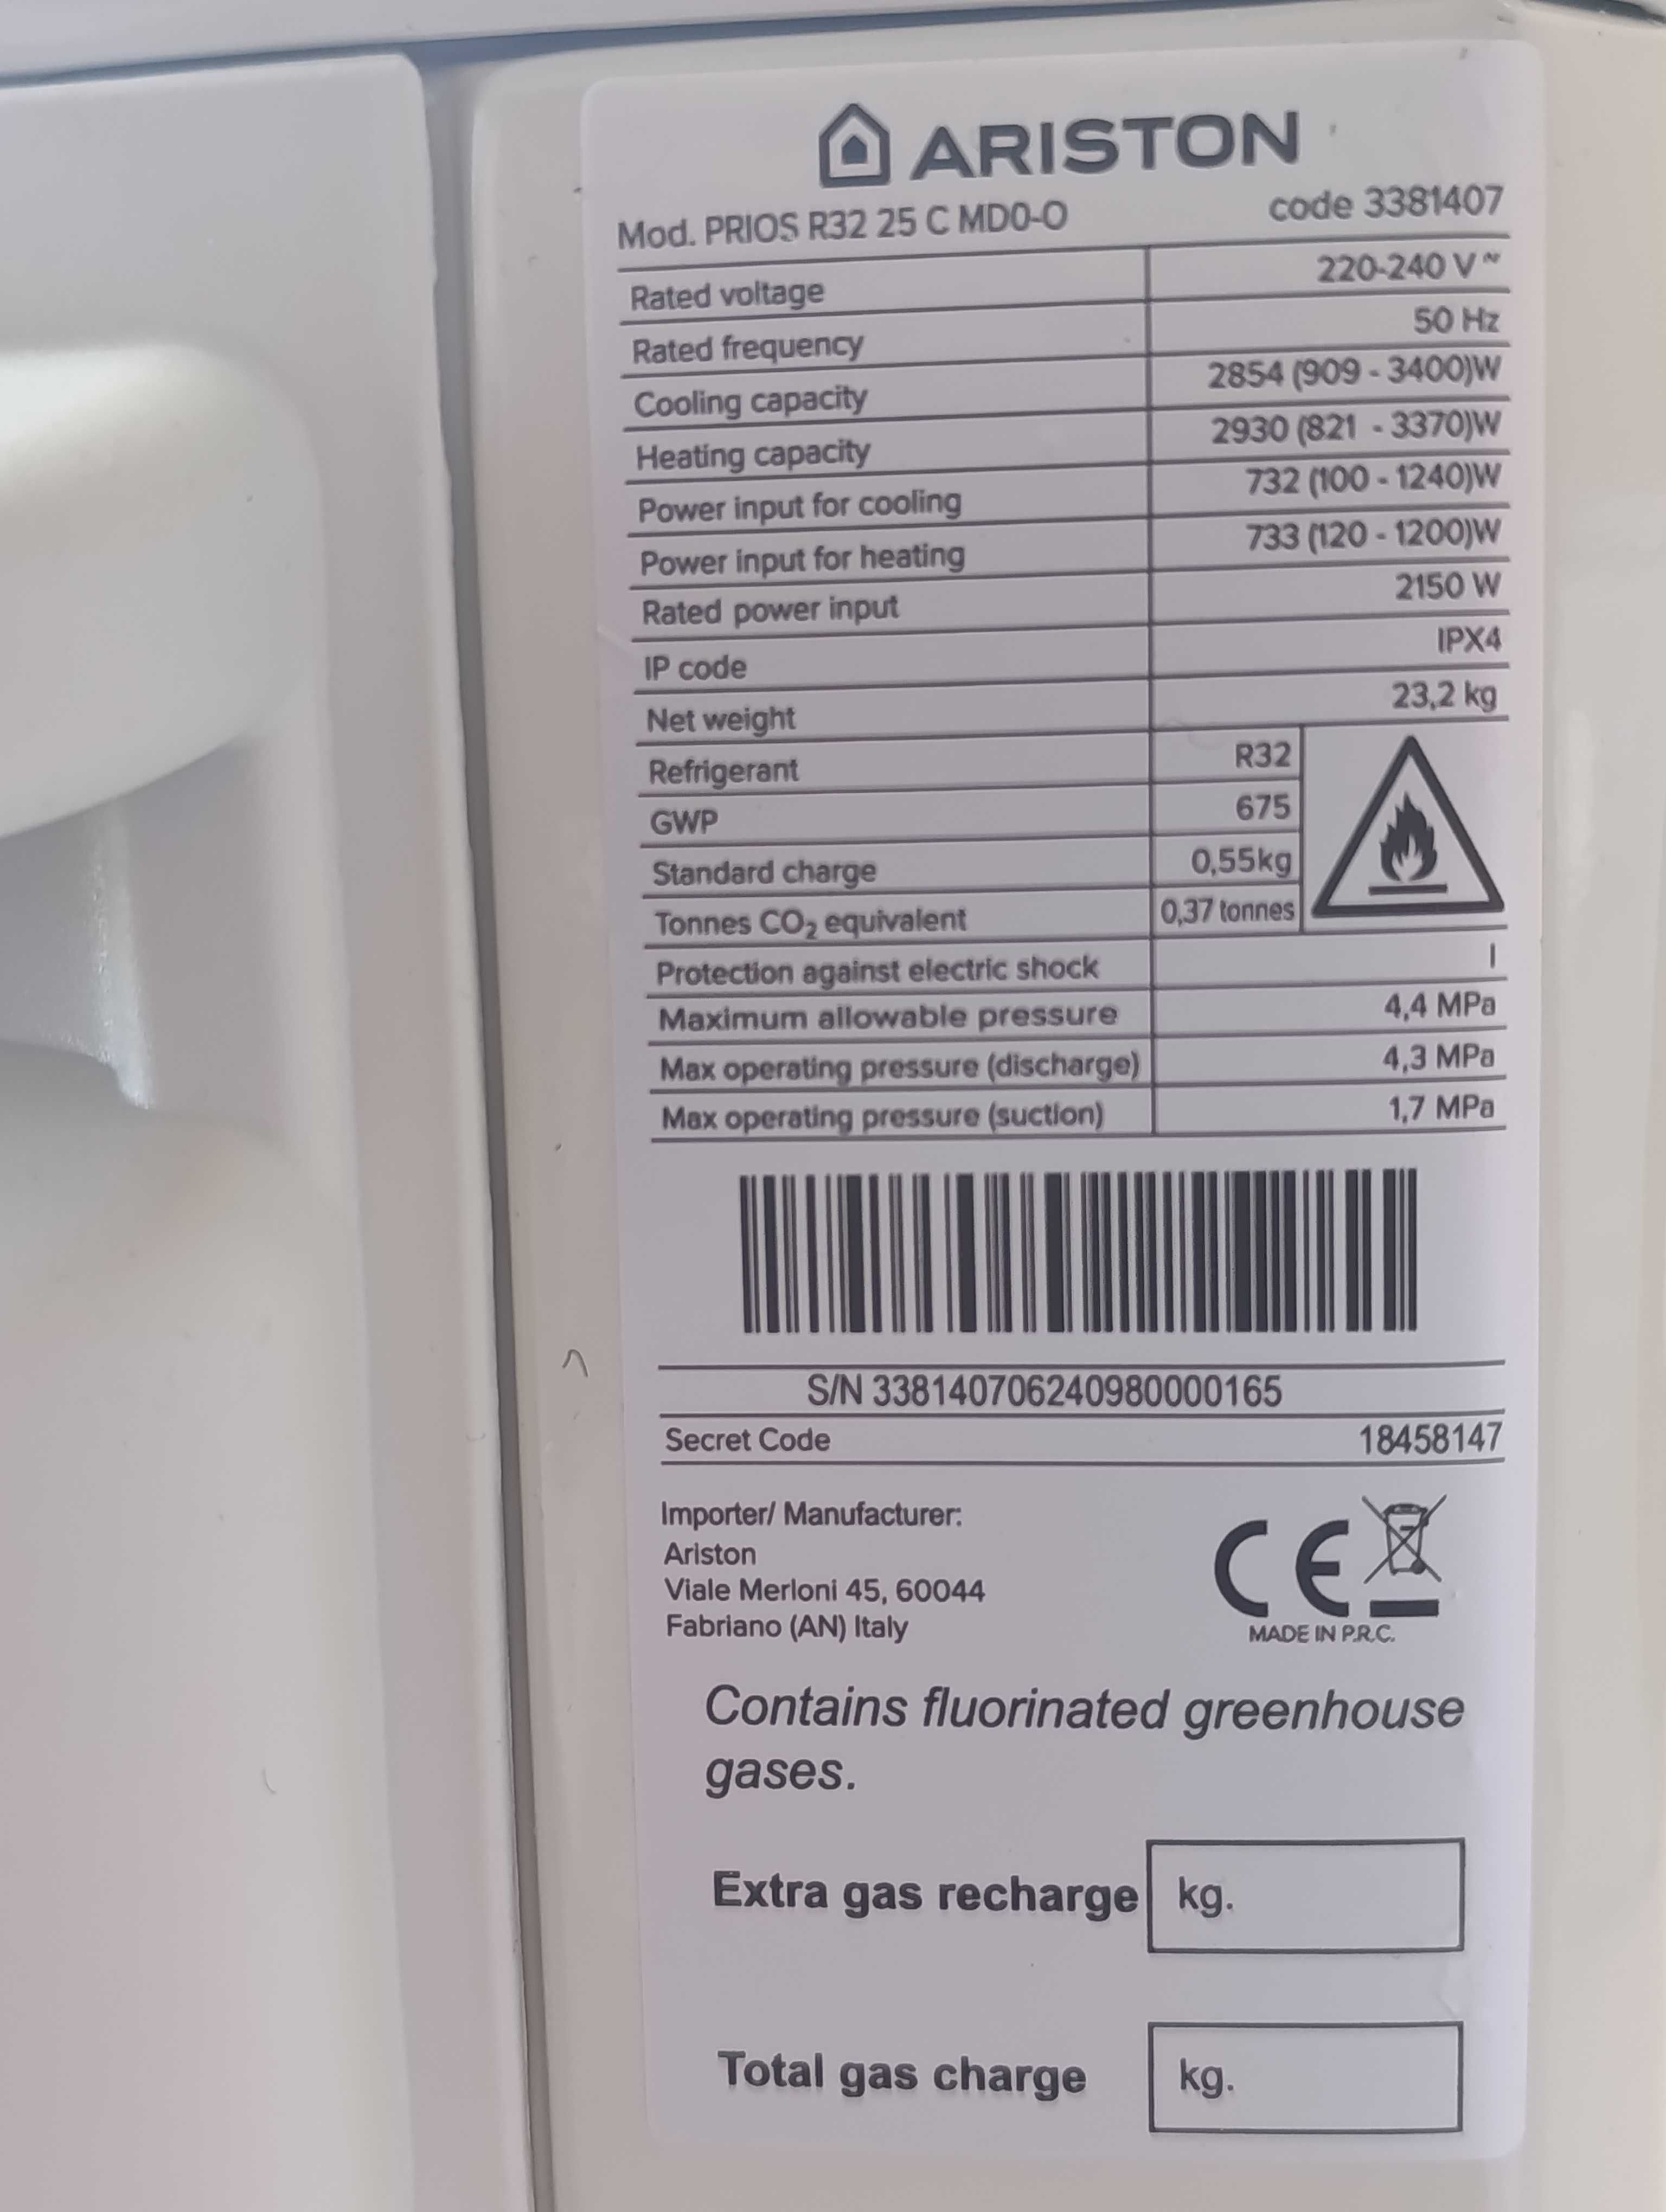 ARISTON
Mod. PRIOS R32 25 C MD0-O code 3381407
Rated voltage 220-240 V ~
Rated frequency 50 Hz
Cooling capacity 2854 (909 - 3400)W
Heating capacity 2930 (821 - 3370)W
Power input for cooling 732 (100 - 1240)W
Power input for heating 733 (120 - 1200)W
Rated power input 2150 W
IP code IPX4
Net weight 23,2 kg
Refrigerant R32
GWP 675
Standard charge 0,55kg
Tonnes CO₂ equivalent 0,37 tonnes
Protection against electric shock I
Maximum allowable pressure 4,4 MPa
Max operating pressure (discharge) 4,3 MPa
Max operating pressure (suction) 1,7 MPa
S/N 338140706240980000165
Secret Code 18458147
Importer/ Manufacturer:
Ariston
Viale Merloni 45, 60044
Fabriano (AN) Italy
CE
MADE IN P.R.C.
Contains fluorinated greenhouse
gases.
Extra gas recharge kg.
Total gas charge kg.